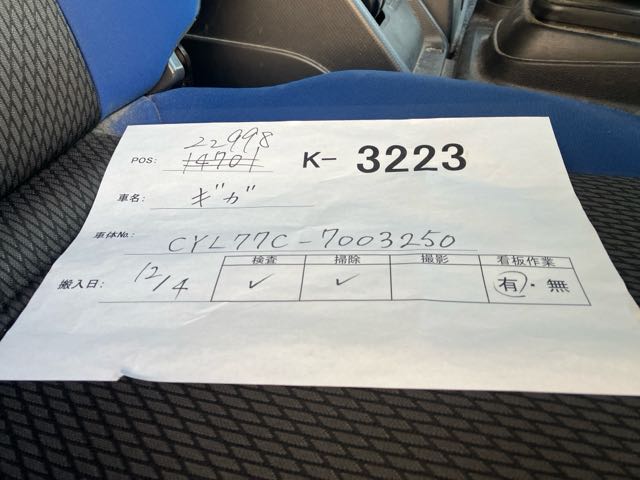 22998
POS: 14701 K- 3223
車名: ギガ
車体No.: CYL77C-7003250
検査 掃除 撮影 看板作業
搬入日: 12/4 ✓ ✓ 有・無